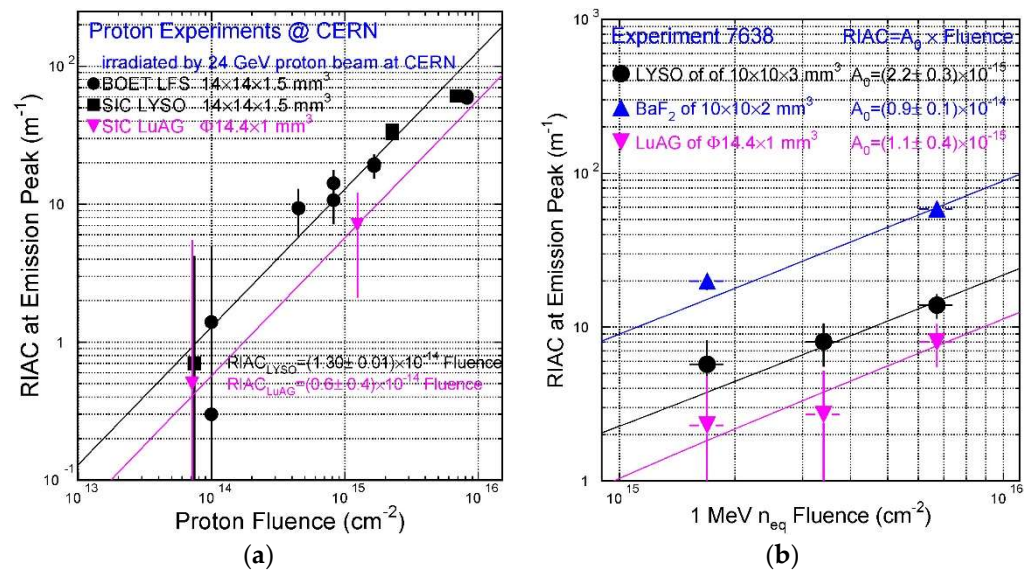 Proton Experiments @ CERN
irradiated by 24 GeV proton beam at CERN
BOET LFS 14×14×1.5 mm³
SIC LYSO 14×14×1.5 mm³
SIC LuAG Φ14.4×1 mm³
RIAC_LYSO=(1.30± 0.01)×10⁻¹⁴ Fluence
RIAC_LuAG=(0.6± 0.4)×10⁻¹⁴ Fluence
RIAC at Emission Peak (m⁻¹)
10²
10
1
10⁻¹
10¹³ 10¹⁴ 10¹⁵ 10¹⁶
Proton Fluence (cm⁻²)
(a)
Experiment 7638 RIAC=A₀ × Fluence
LYSO of of 10×10×3 mm³ A₀=(2.2± 0.3)×10⁻¹⁵
BaF₂ of 10×10×2 mm³ A₀=(0.9± 0.1)×10⁻¹⁴
LuAG of Φ14.4×1 mm³ A₀=(1.1± 0.4)×10⁻¹⁵
RIAC at Emission Peak (m⁻¹)
10³
10²
10
1
10¹⁵ 10¹⁶
1 MeV n_eq Fluence (cm⁻²)
(b)